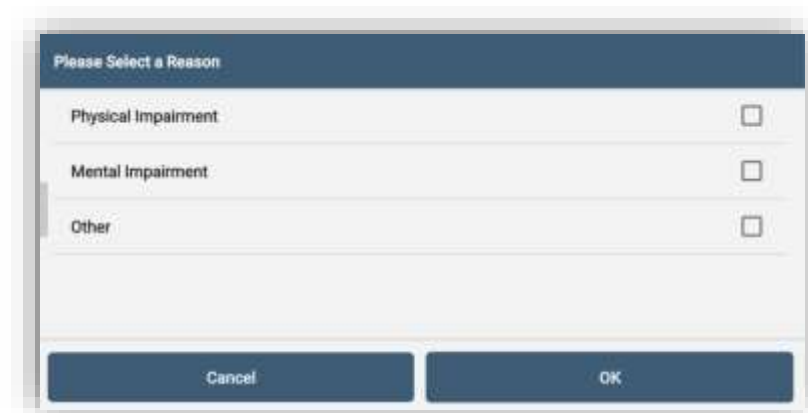 Please Select a Reason
Physical Impairment
Mental Impairment
Other
Cancel
OK